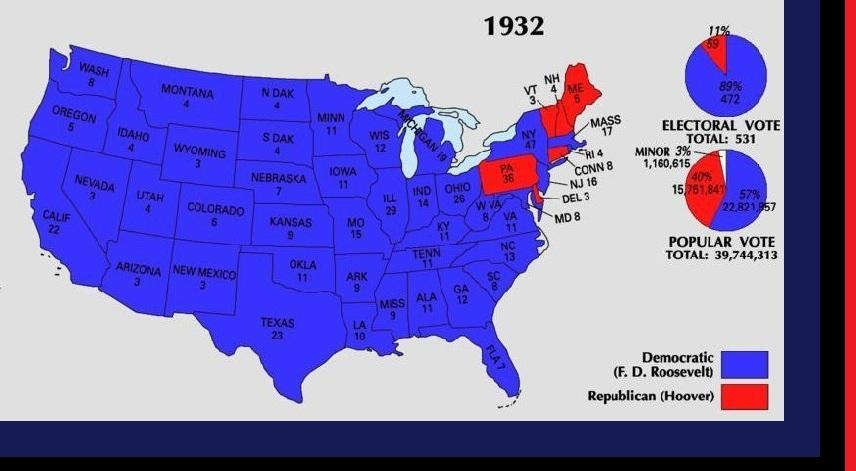 1932
WASH
8
OREGON
5
CALIF
22
NEVADA
3
IDAHO
4
MONTANA
4
WYOMING
3
UTAH
4
COLORADO
6
ARIZONA
3
NEW MEXICO
3
N DAK
4
S DAK
4
NEBRASKA
7
KANSAS
9
OKLA
11
TEXAS
23
MINN
11
IOWA
11
MO
15
ARK
9
LA
10
WIS
12
ILL
29
MICHIGAN 19
IND
14
OHIO
26
KY
11
TENN
11
MISS
9
ALA
11
GA
12
FLA 7
SC
8
NC
13
VA
11
W VA
8
PA
36
NY
47
VT
3
NH
4
ME
5
MASS
17
RI 4
CONN 8
NJ 16
DEL 3
MD 8
11%
59
89%
472
ELECTORAL VOTE
TOTAL: 531
MINOR 3%
1,160,615
40%
15,761,841
57%
22,821,857
POPULAR VOTE
TOTAL: 39,744,313
Democratic
(F. D. Roosevelt)
Republican (Hoover)